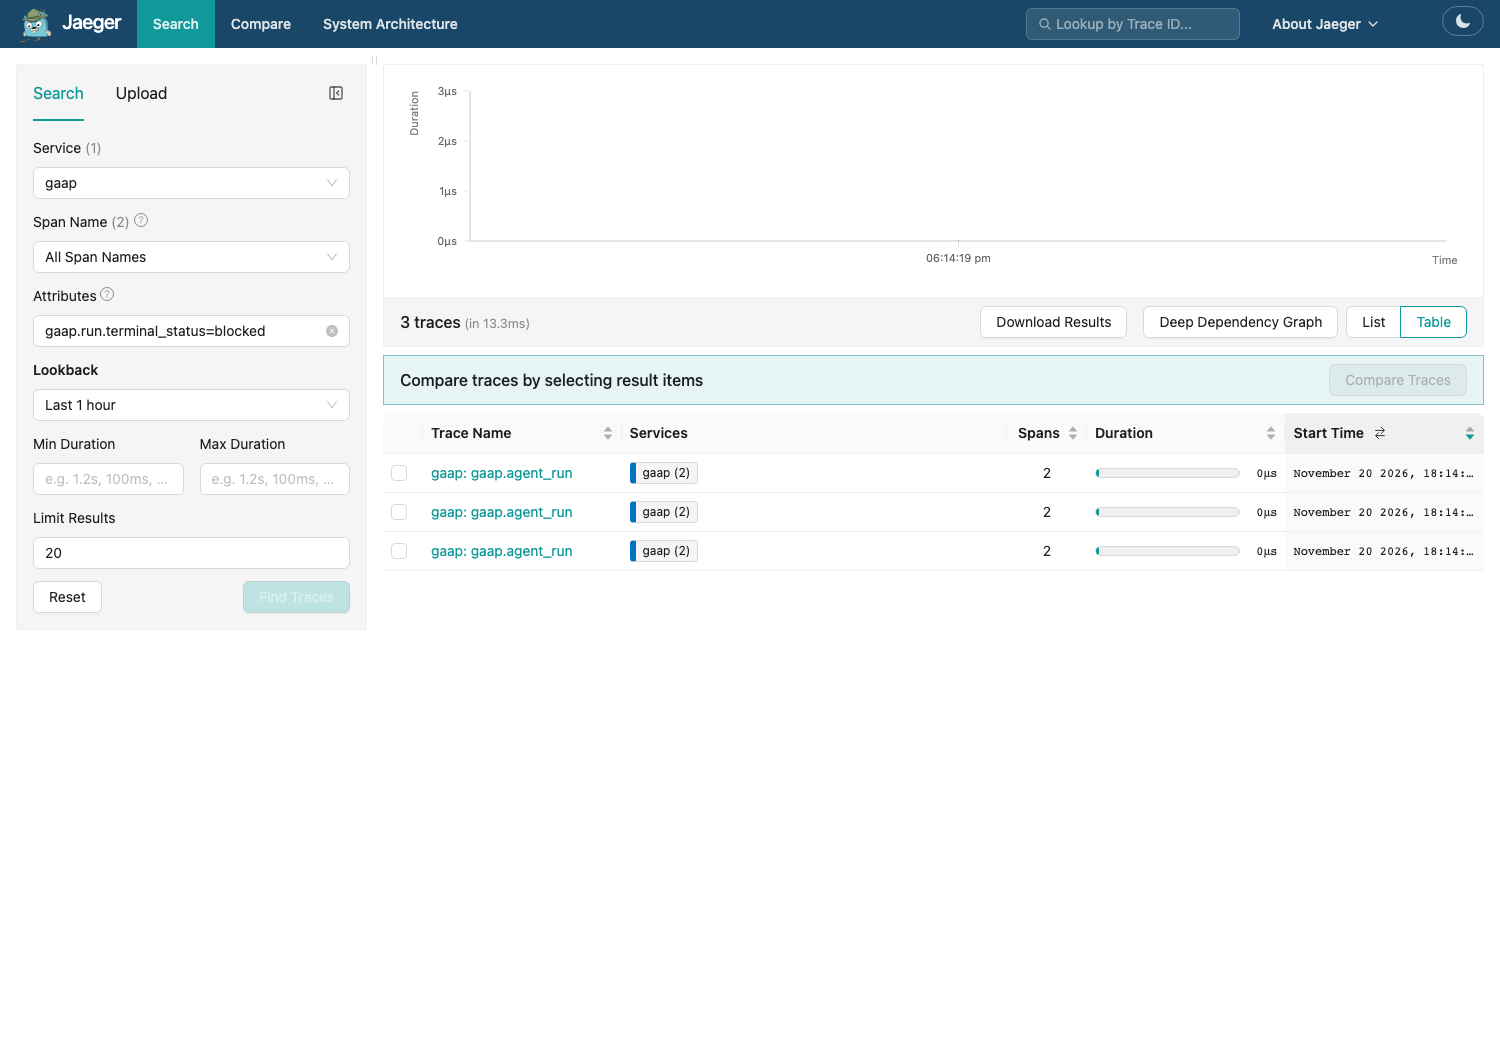 Jaeger
Search
Compare
System Architecture
Lookup by Trace ID...
About Jaeger
Search
Upload
Service (1)
gaap
Span Name (2)
All Span Names
Attributes
gaap.run.terminal_status=blocked
Lookback
Last 1 hour
Min Duration
Max Duration
e.g. 1.2s, 100ms, ...
e.g. 1.2s, 100ms, ...
Limit Results
20
Reset
Find Traces
Duration
3μs
2μs
1μs
0μs
06:14:19 pm
Time
3 traces (in 13.3ms)
Download Results
Deep Dependency Graph
List
Table
Compare traces by selecting result items
Compare Traces
Trace Name
Services
Spans
Duration
Start Time
gaap: gaap.agent_run
gaap (2)
2
0μs
November 20 2026, 18:14:…
gaap: gaap.agent_run
gaap (2)
2
0μs
November 20 2026, 18:14:…
gaap: gaap.agent_run
gaap (2)
2
0μs
November 20 2026, 18:14:…